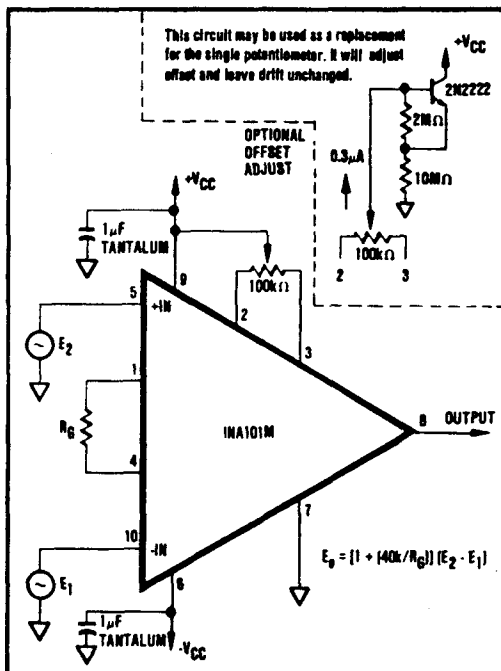 This circuit may be used as a replacement
for the single potentiometer. It will adjust
offset and leave drift unchanged.
+VCC
2N2222
2MΩ
OPTIONAL
OFFSET
ADJUST
0.3μA
10MΩ
+VCC
1μF
TANTALUM
100kΩ
2
3
9
100kΩ
5
+IN
2
3
E2
1
RG
INA101M
8
OUTPUT
4
7
10
-IN
E0 = [1 + (40k/RG)] (E2 - E1)
E1
6
1μF
TANTALUM
-VCC